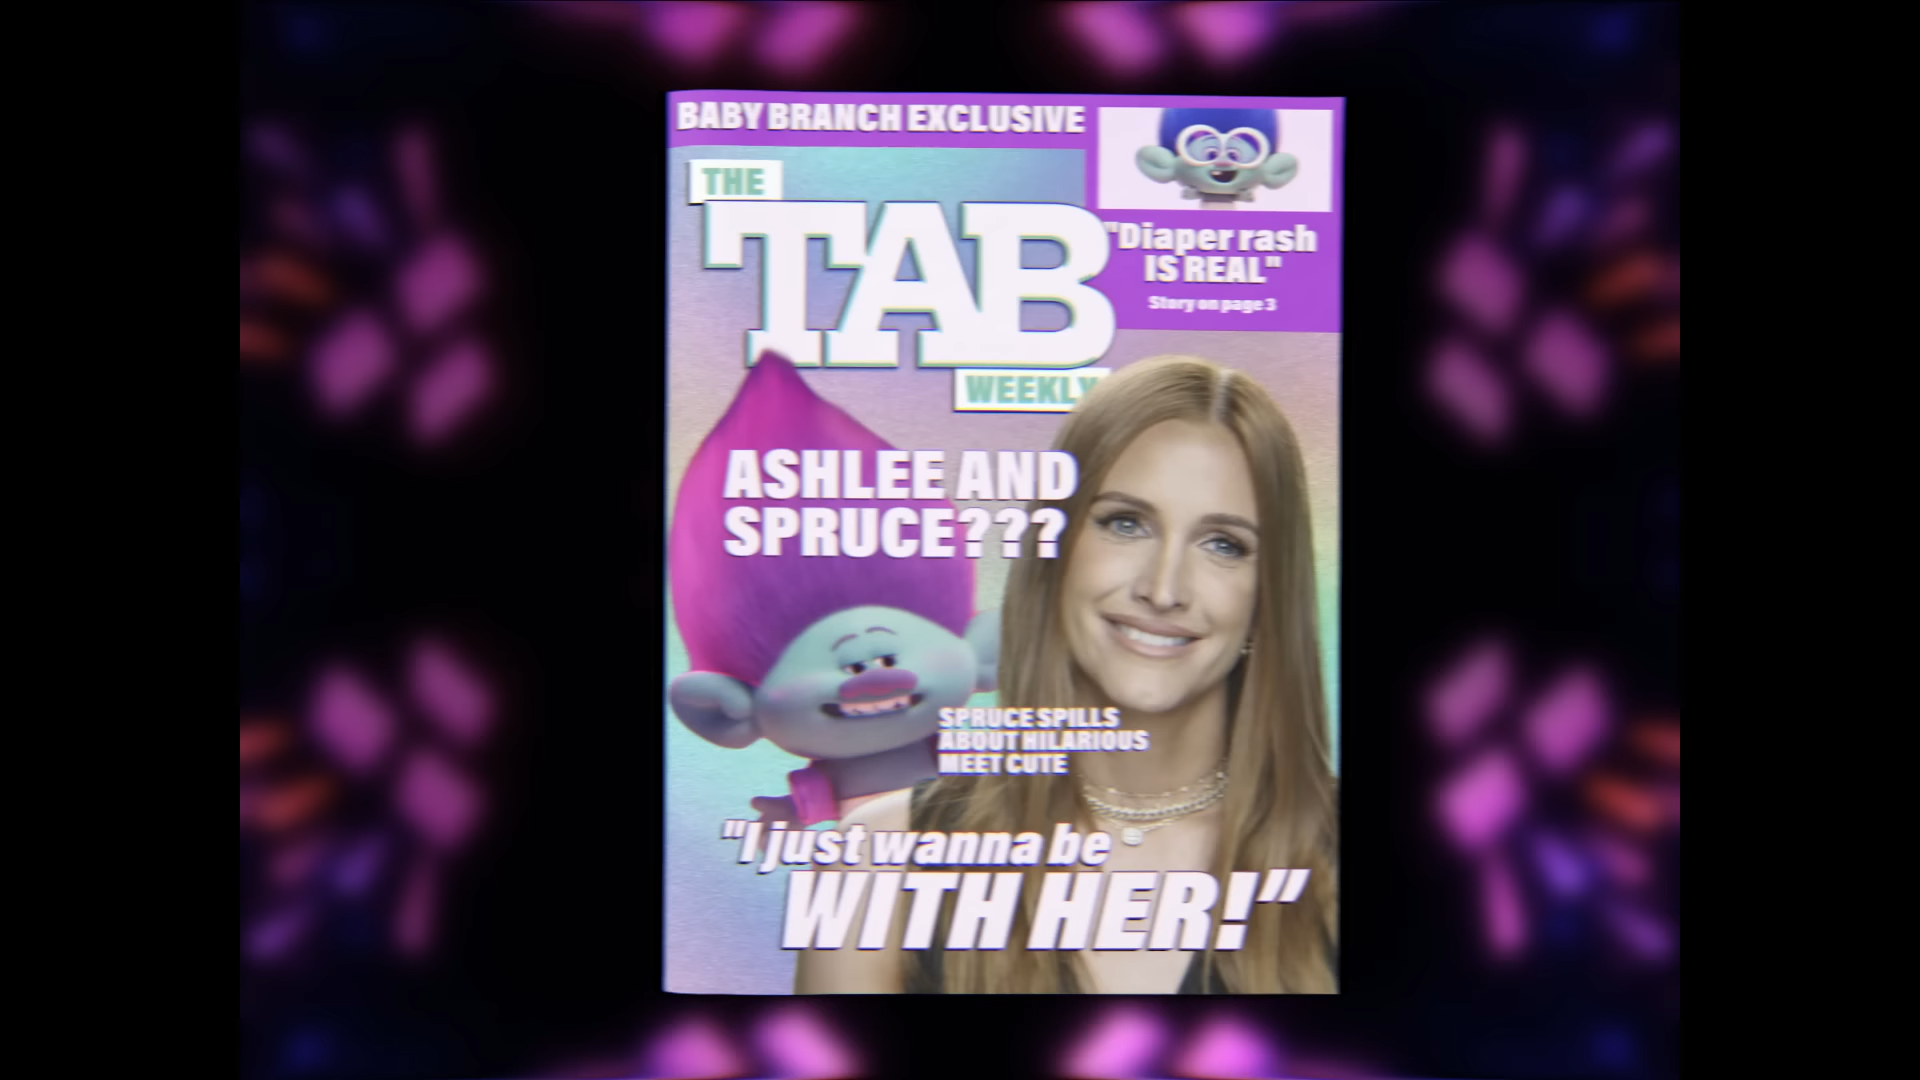 BABY BRANCH EXCLUSIVE
THE
TAB
WEEKLY
"Diaper rash
IS REAL"
Story on page 3
ASHLEE AND
SPRUCE???
SPRUCE SPILLS
ABOUT HILARIOUS
MEET CUTE
"I just wanna be
WITH HER!”